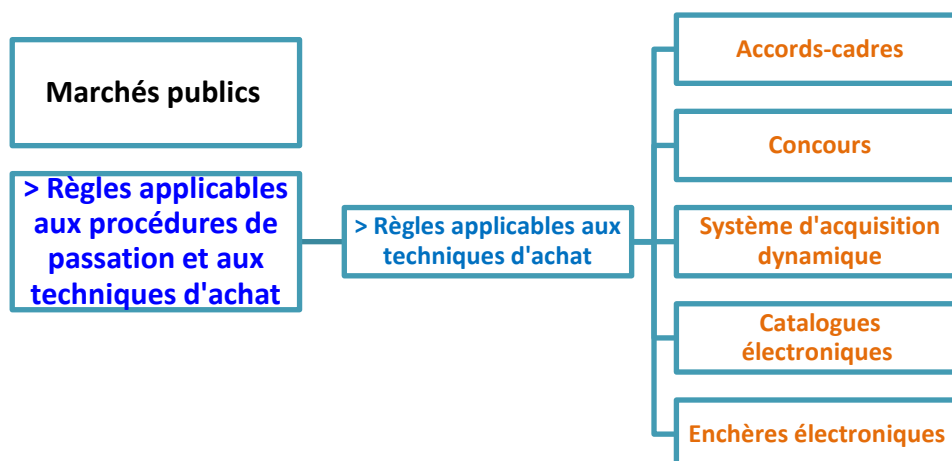 Marchés publics
> Règles applicables
aux procédures de
passation et aux
techniques d'achat
> Règles applicables aux
techniques d'achat
Accords-cadres
Concours
Système d'acquisition
dynamique
Catalogues
électroniques
Enchères électroniques